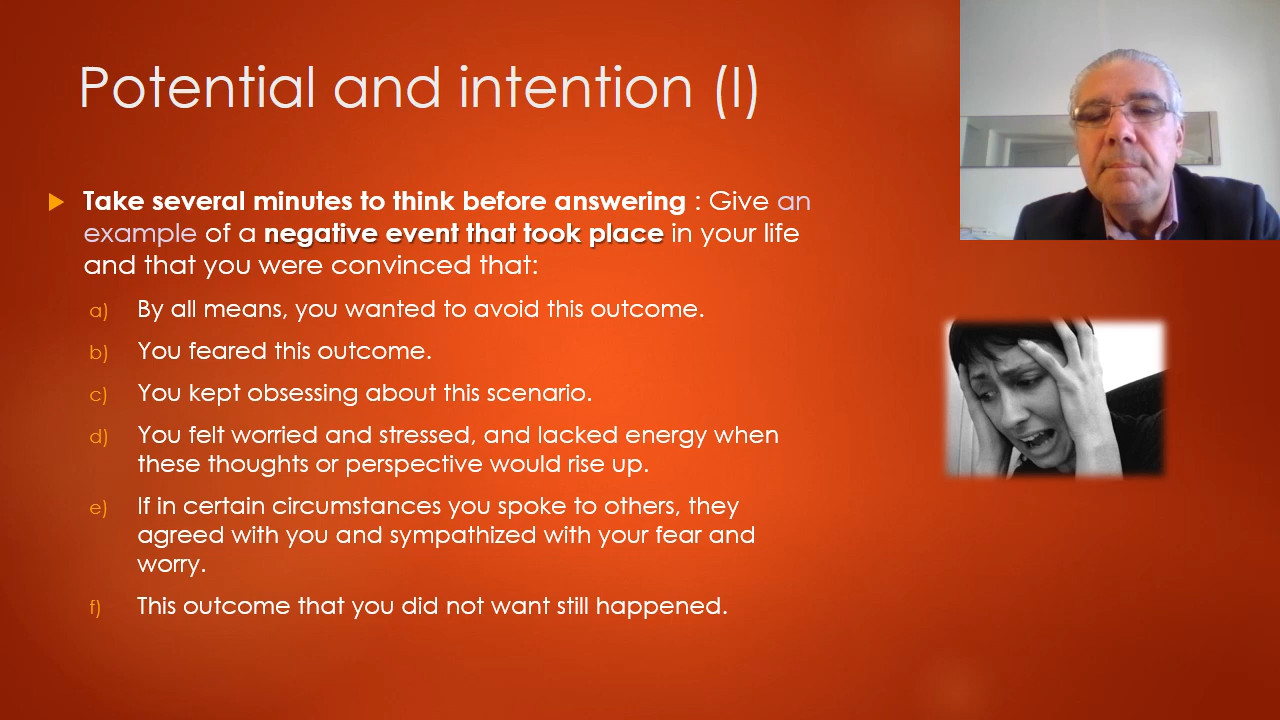 Potential and intention (I)
Take several minutes to think before answering : Give an
example of a negative event that took place in your life
and that you were convinced that:
a) By all means, you wanted to avoid this outcome.
b) You feared this outcome.
c) You kept obsessing about this scenario.
d) You felt worried and stressed, and lacked energy when
these thoughts or perspective would rise up.
e) If in certain circumstances you spoke to others, they
agreed with you and sympathized with your fear and
worry.
f) This outcome that you did not want still happened.